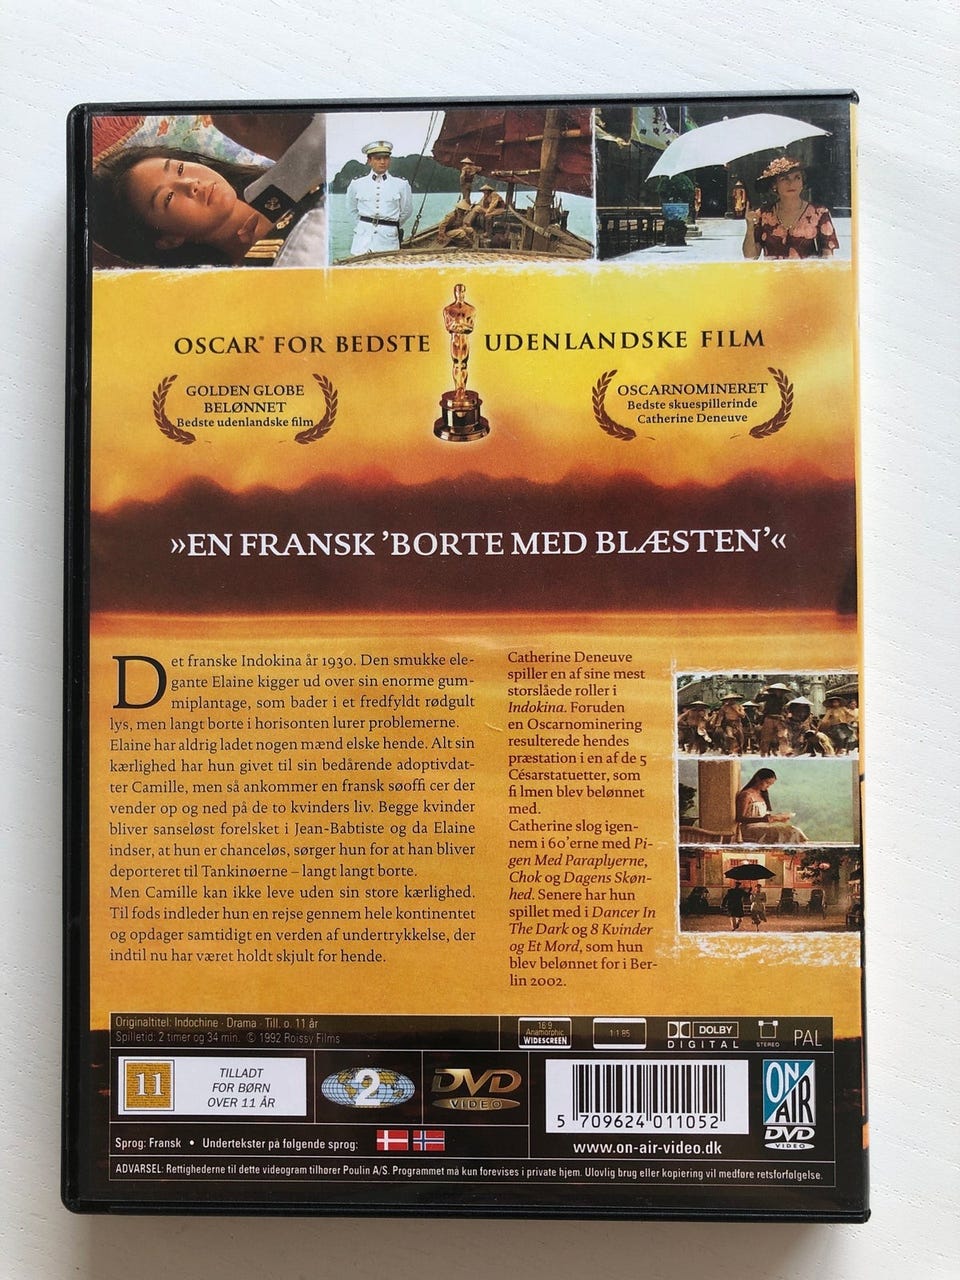 OSCAR® FOR BEDSTE UDENLANDSKE FILM
GOLDEN GLOBE
BELØNNET
Bedste udenlandske film
OSCARNOMINERET
Bedste skuespillerinde
Catherine Deneuve
»EN FRANSK ’BORTE MED BLÆSTEN’«
Det franske Indokina år 1930. Den smukke ele-
gante Elaine kigger ud over sin enorme gum-
miplantage, som bader i et fredfyldt rødgult
lys, men langt borte i horisonten lurer problemerne.
Elaine har aldrig ladet nogen mænd elske hende. Alt sin
kærlighed har hun givet til sin bedårende adoptivdat-
ter Camille, men så ankommer en fransk søoffi cer der
vender op og ned på de to kvinders liv. Begge kvinder
bliver sanseløst forelsket i Jean-Babtiste og da Elaine
indser, at hun er chanceløs, sørger hun for at han bliver
deporteret til Tankinøerne – langt langt borte.
Men Camille kan ikke leve uden sin store kærlighed.
Til fods indleder hun en rejse gennem hele kontinentet
og opdager samtidigt en verden af undertrykkelse, der
indtil nu har været holdt skjult for hende.
Catherine Deneuve
spiller en af sine mest
storslåede roller i
Indokina. Foruden
en Oscarnominering
resulterede hendes
præstation i en af de 5
Césarstatuetter, som
fi lmen blev belønnet
med.
Catherine slog igen-
nem i 60’erne med Pi-
gen Med Paraplyerne,
Chok og Dagens Skøn-
hed. Senere har hun
spillet med i Dancer In
The Dark og 8 Kvinder
og Et Mord, som hun
blev belønnet for i Ber-
lin 2002.
Originaltitel: Indochine · Drama · Till. o. 11 år
Spilletid: 2 timer og 34 min. © 1992 Roissy Films
16:9
Anamorphic
WIDESCREEN
1:1.85
DOLBY
DIGITAL
STEREO
PAL
11
TILLADT
FOR BØRN
OVER 11 ÅR
2
DVD
VIDEO
5 709624 011052
www.on-air-video.dk
ON
AIR
DVD
VIDEO
Sprog: Fransk • Undertekster på følgende sprog:
ADVARSEL: Rettighederne til dette videogram tilhører Poulin A/S. Programmet må kun forevises i private hjem. Ulovlig brug eller kopiering vil medføre retsforfølgelse.